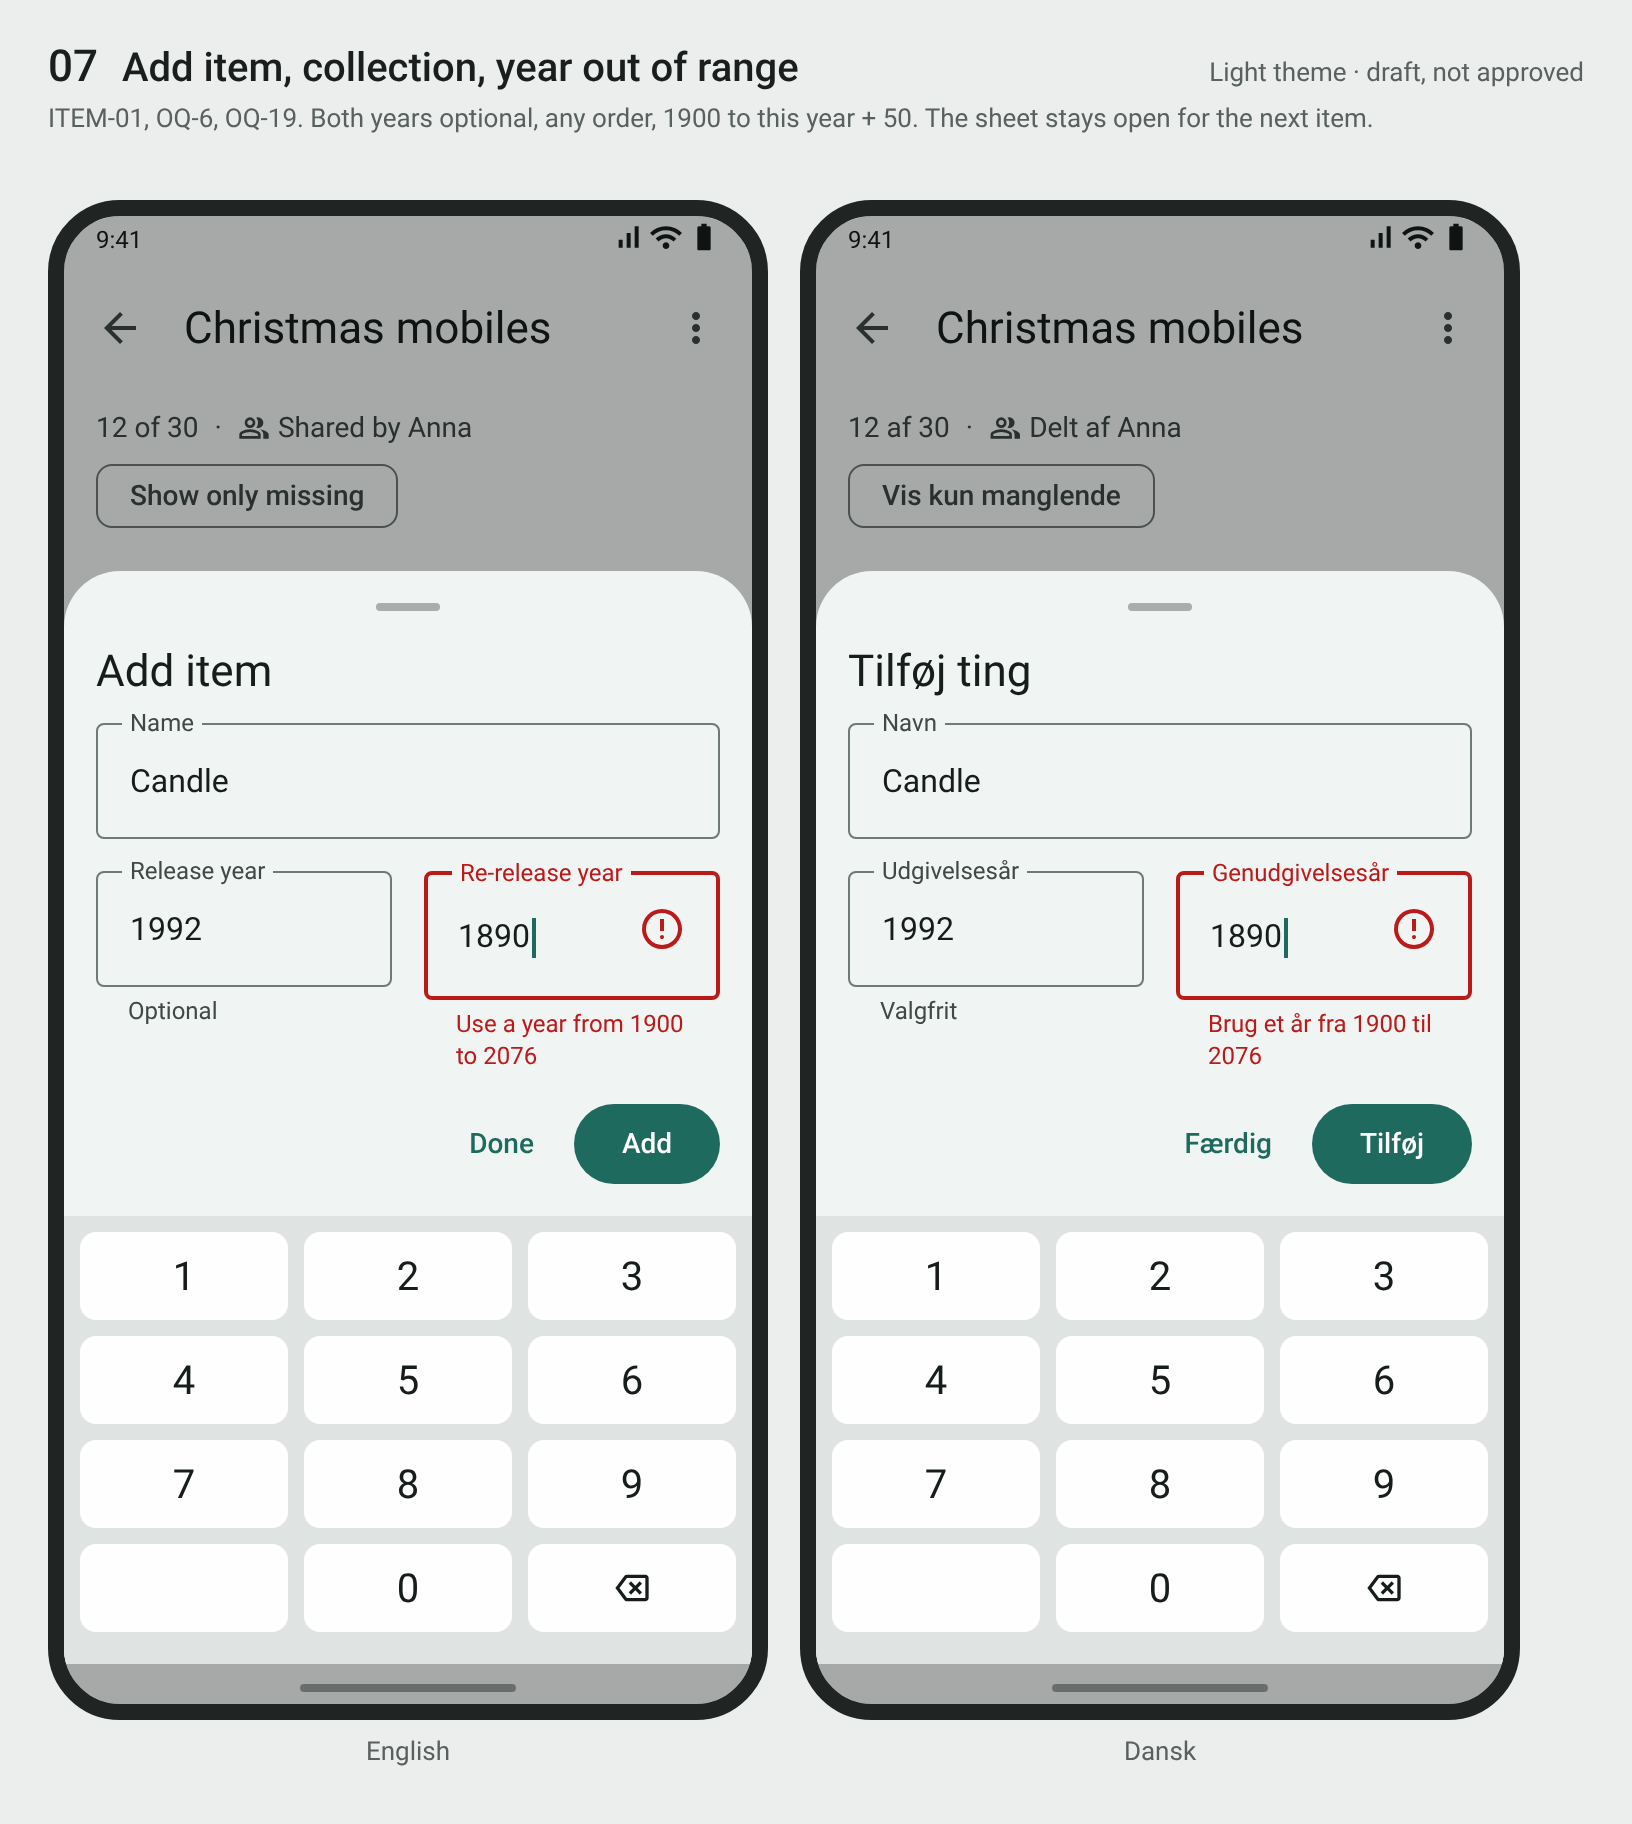 07 Add item, collection, year out of range
Light theme · draft, not approved
ITEM-01, OQ-6, OQ-19. Both years optional, any order, 1900 to this year + 50. The sheet stays open for the next item.
9:41
Christmas mobiles
12 of 30 · Shared by Anna
Show only missing
Add item
Name
Candle
Release year
Re-release year
1992
1890
Optional
Use a year from 1900
to 2076
Done
Add
1
2
3
4
5
6
7
8
9
0
English
9:41
Christmas mobiles
12 af 30 · Delt af Anna
Vis kun manglende
Tilføj ting
Navn
Candle
Udgivelsesår
Genudgivelsesår
1992
1890
Valgfrit
Brug et år fra 1900 til
2076
Færdig
Tilføj
1
2
3
4
5
6
7
8
9
0
Dansk